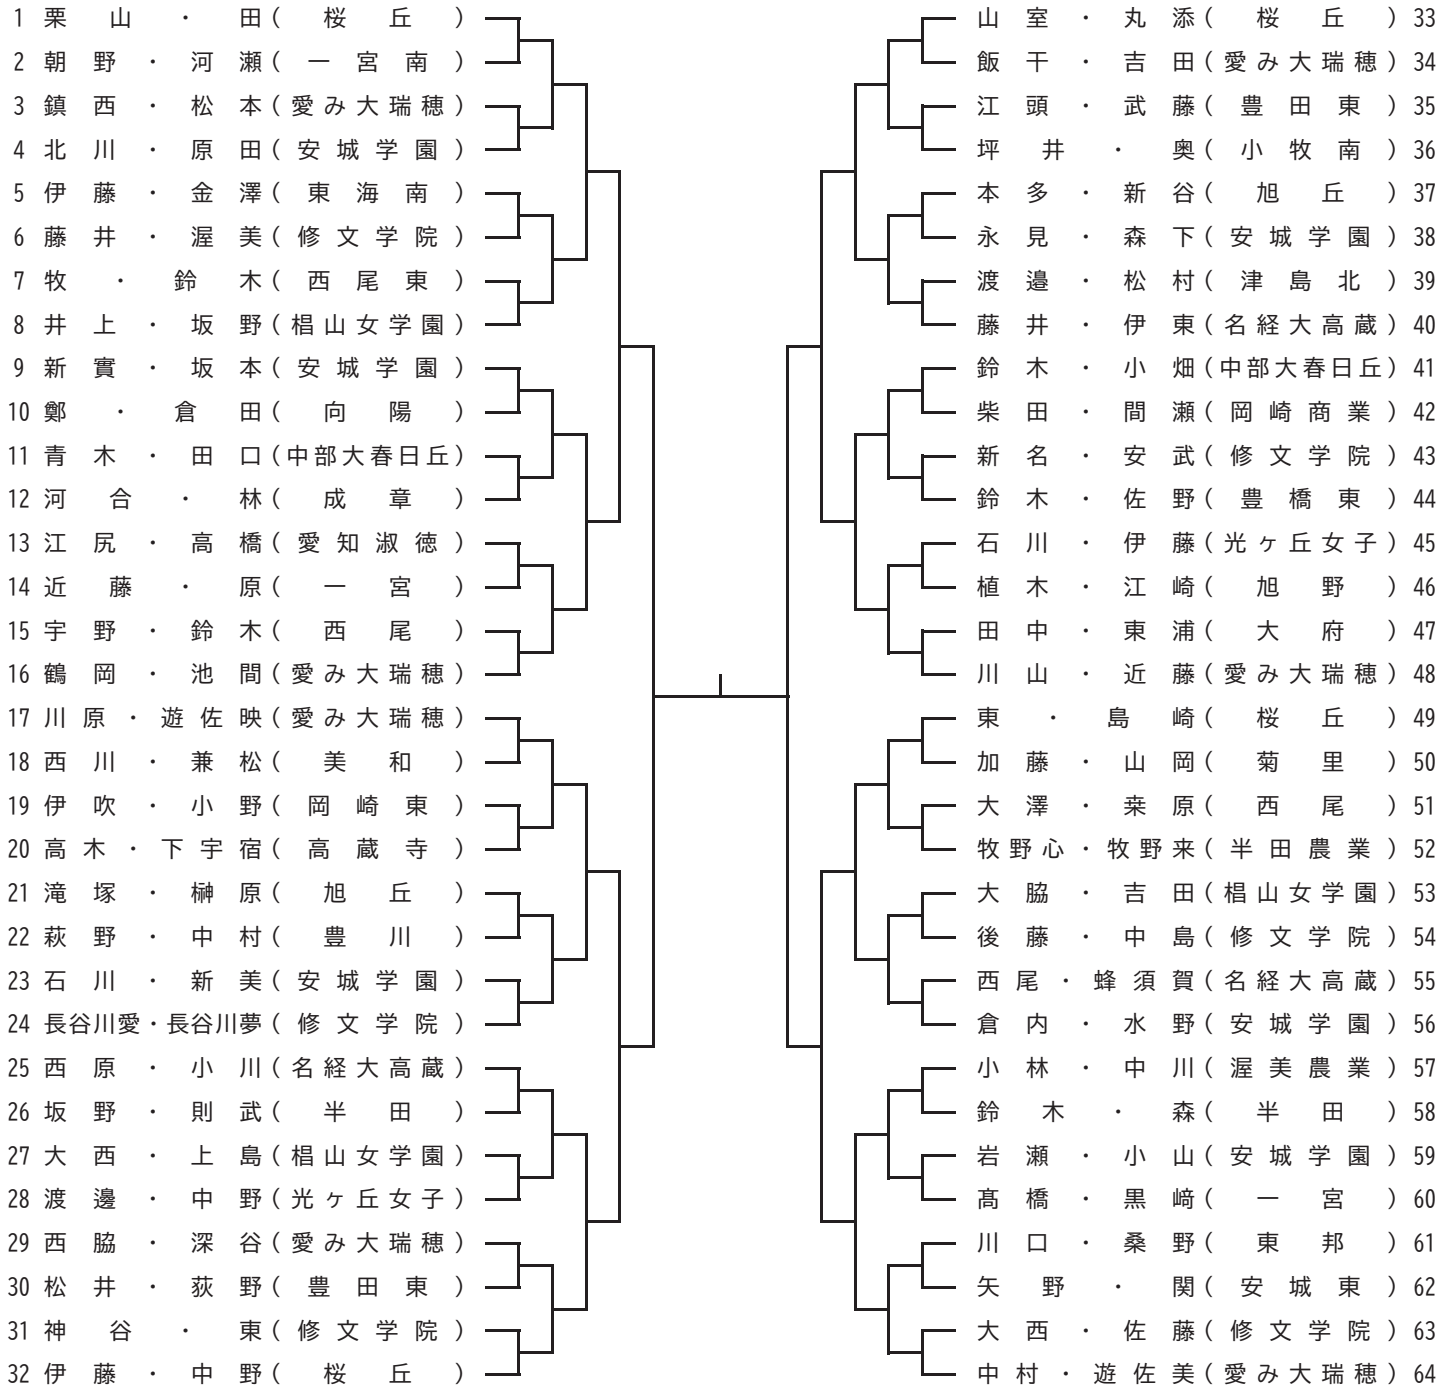 1 栗山・田(桜丘)
2 朝野・河瀬(一宮南)
3 鎮西・松本(愛み大瑞穂)
4 北川・原田(安城学園)
5 伊藤・金澤(東海南)
6 藤井・渥美(修文学院)
7 牧・鈴木(西尾東)
8 井上・坂野(椙山女学園)
9 新實・坂本(安城学園)
10 鄭・倉田(向陽)
11 青木・田口(中部大春日丘)
12 河合・林(成章)
13 江尻・高橋(愛知淑徳)
14 近藤・原(一宮)
15 宇野・鈴木(西尾)
16 鶴岡・池間(愛み大瑞穂)
17 川原・遊佐映(愛み大瑞穂)
18 西川・兼松(美和)
19 伊吹・小野(岡崎東)
20 高木・下宇宿(高蔵寺)
21 滝塚・榊原(旭丘)
22 萩野・中村(豊川)
23 石川・新美(安城学園)
24 長谷川愛・長谷川夢(修文学院)
25 西原・小川(名経大高蔵)
26 坂野・則武(半田)
27 大西・上島(椙山女学園)
28 渡邊・中野(光ヶ丘女子)
29 西脇・深谷(愛み大瑞穂)
30 松井・荻野(豊田東)
31 神谷・東(修文学院)
32 伊藤・中野(桜丘)
山室・丸添(桜丘)33
飯干・吉田(愛み大瑞穂)34
江頭・武藤(豊田東)35
坪井・奥(小牧南)36
本多・新谷(旭丘)37
永見・森下(安城学園)38
渡邉・松村(津島北)39
藤井・伊東(名経大高蔵)40
鈴木・小畑(中部大春日丘)41
柴田・間瀬(岡崎商業)42
新名・安武(修文学院)43
鈴木・佐野(豊橋東)44
石川・伊藤(光ヶ丘女子)45
植木・江崎(旭野)46
田中・東浦(大府)47
川山・近藤(愛み大瑞穂)48
東・島崎(桜丘)49
加藤・山岡(菊里)50
大澤・桒原(西尾)51
牧野心・牧野来(半田農業)52
大脇・吉田(椙山女学園)53
後藤・中島(修文学院)54
西尾・蜂須賀(名経大高蔵)55
倉内・水野(安城学園)56
小林・中川(渥美農業)57
鈴木・森(半田)58
岩瀬・小山(安城学園)59
髙橋・黒﨑(一宮)60
川口・桑野(東邦)61
矢野・関(安城東)62
大西・佐藤(修文学院)63
中村・遊佐美(愛み大瑞穂)64